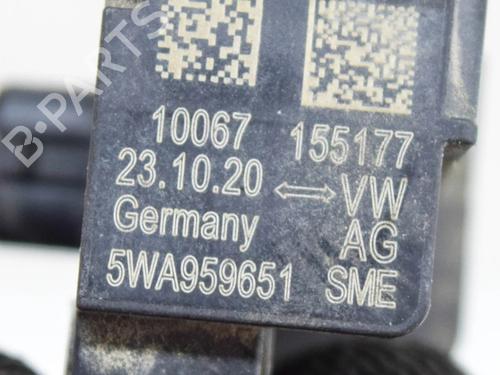 B-PARTS
10067 155177
23.10.20 ⇔ VW
Germany AG
5WA959651 SME